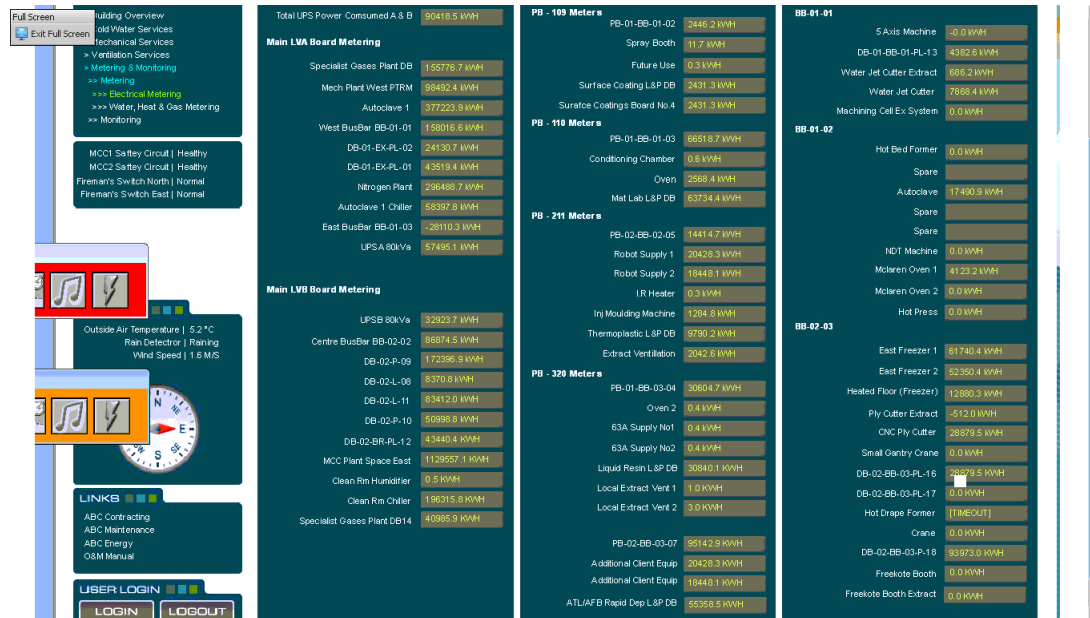 Full Screen
Exit Full Screen
Building Overview
Cold Water Services
Mechanical Services
> Ventilation Services
> Metering & Monitoring
>> Metering
>>> Electrical Metering
>>> Water, Heat & Gas Metering
>> Monitoring
MCC1 Saftey Circuit | Healthy
MCC2 Saftey Circuit | Healthy
Fireman's Switch North | Normal
Fireman's Switch East | Normal
Outside Air Temperature | 5.2 °C
Rain Detectror | Raining
Wind Speed | 1.6 M/S
N
NE
E
SE
S
SW
LINKS
ABC Contracting
ABC Maintenance
ABC Energy
O&M Manual
USER LOGIN
LOGIN LOGOUT
Total UPS Power Comsumed A & B 90418.5 kWH
Main LVA Board Metering
Specialist Gases Plant DB 155776.7 kWH
Mech Plant West PTRM 98492.4 kWH
Autoclave 1 377223.9 kWH
West BusBar BB-01-01 158016.6 kWH
DB-01-EX-PL-02 24130.7 kWH
DB-01-EX-PL-01 43519.4 kWH
Nitrogen Plant 296488.7 kWH
Autoclave 1 Chiller 58397.8 kWH
East BusBar BB-01-03 -28110.3 kWH
UPSA 80kVa 57495.1 kWH
Main LVB Board Metering
UPSB 80kVa 32923.7 kWH
Centre BusBar BB-02-02 86874.5 kWH
DB-02-P-09 172396.9 kWH
DB-02-L-08 8370.8 kWH
DB-02-L-11 83412.0 kWH
DB-02-P-10 50998.8 kWH
DB-02-BR-PL-12 43440.4 KWH
MCC Plant Space East 1129557.1 KWH
Clean Rm Humidifier 0.5 KWH
Clean Rm Chiller 196315.8 KWH
Specialist Gases Plant DB14 40985.9 KWH
PB - 109 Meters
PB-01-BB-01-02 2446.2 kWH
Spray Booth 11.7 kWH
Future Use 0.3 kWH
Surface Coating L&P DB 2431.3 kWH
Surafce Coatings Board No.4 2431.3 kWH
PB - 110 Meters
PB-01-BB-01-03 66518.7 kWH
Conditioning Chamber 0.6 kWH
Oven 2568.4 kWH
Mat Lab L&P DB 63734.4 kWH
PB - 211 Meters
PB-02-BB-02-05 14414.7 kWH
Robot Supply 1 20428.3 kWH
Robot Supply 2 18448.1 kWH
I.R Heater 0.3 kWH
Inj Moulding Machine 1284.8 kWH
Thermoplastic L&P DB 9790.2 kWH
Extract Ventillation 2042.6 kWH
PB - 320 Meters
PB-01-BB-03-04 30604.7 kWH
Oven 2 0.4 kWH
63A Supply No1 0.4 kWH
63A Supply No2 0.4 kWH
Liquid Resin L&P DB 30840.1 KWH
Local Extract Vent 1 1.0 KWH
Local Extract Vent 2 3.0 KWH
PB-02-BB-03-07 95142.9 KWH
Additional Client Equip 20428.3 KWH
Additional Client Equip 18448.1 KWH
ATL/AFB Rapid Dep L&P DB 55358.5 KWH
BB-01-01
5 Axis Machine -0.0 kWH
DB-01-BB-01-PL-13 4382.6 kWH
Water Jet Cutter Extract 686.2 kWH
Water Jet Cutter 7868.4 kWH
Machining Cell Ex System 0.0 kWH
BB-01-02
Hot Bed Former 0.0 kWH
Spare
Autoclave 17490.9 kWH
Spare
Spare
NDT Machine 0.0 kWH
Mclaren Oven 1 4123.2 kWH
Mclaren Oven 2 0.0 kWH
Hot Press 0.0 kWH
BB-02-03
East Freezer 1 61740.4 kWH
East Freezer 2 52350.4 kWH
Heated Floor (Freezer) 12880.3 kWH
Ply Cutter Extract -512.0 kWH
CNC Ply Cutter 28879.5 kWH
Small Gantry Crane 0.0 kWH
DB-02-BB-03-PL-16 28879.5 KWH
DB-02-BB-03-PL-17 0.0 KWH
Hot Drape Former [TIMEOUT]
Crane 0.0 KWH
DB-02-BB-03-P-18 93973.0 KWH
Freekote Booth 0.0 KWH
Freekote Booth Extract 0.0 KWH